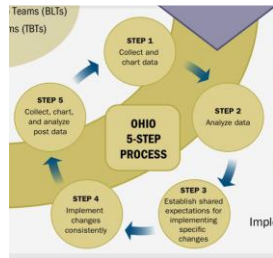 Teams (BLTs)
ms (TBTs)
STEP 1
Collect and
chart data
STEP 2
Analyze data
STEP 3
Establish shared
expectations for
implementing
specific
changes
STEP 4
Implement
changes
consistently
STEP 5
Collect, chart,
and analyze
post data
OHIO
5-STEP
PROCESS
Imple